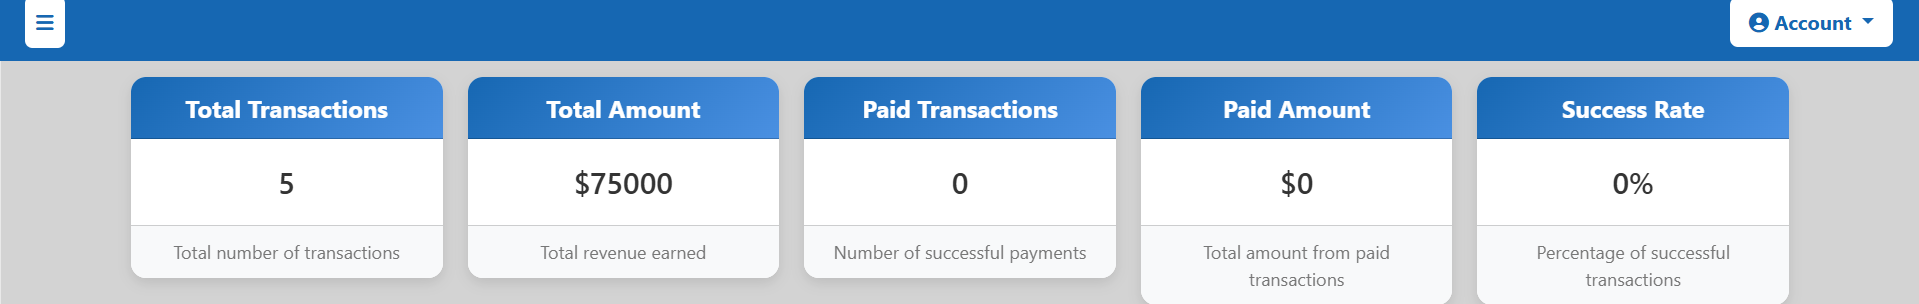 Account
Total Transactions
5
Total number of transactions
Total Amount
$75000
Total revenue earned
Paid Transactions
0
Number of successful payments
Paid Amount
$0
Total amount from paid
transactions
Success Rate
0%
Percentage of successful
transactions